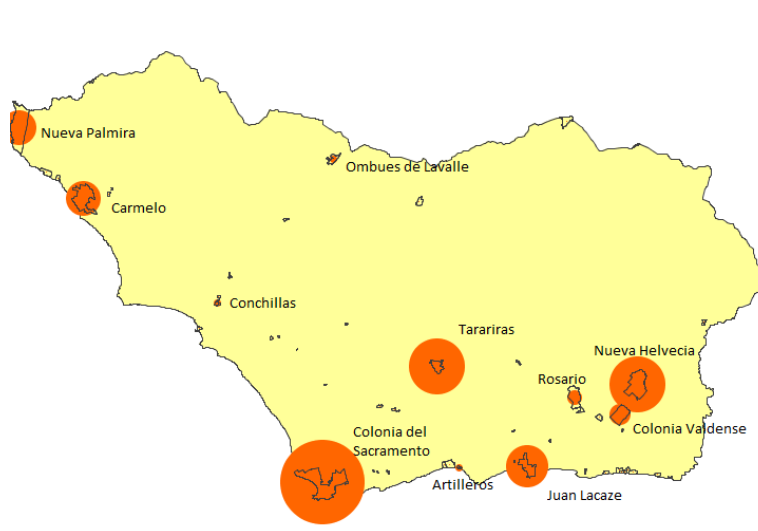 Nueva Palmira
Ombues de Lavalle
Carmelo
Conchillas
Tarariras
Nueva Helvecia
Rosario
Colonia Valdense
Colonia del
Sacramento
Artilleros
Juan Lacaze